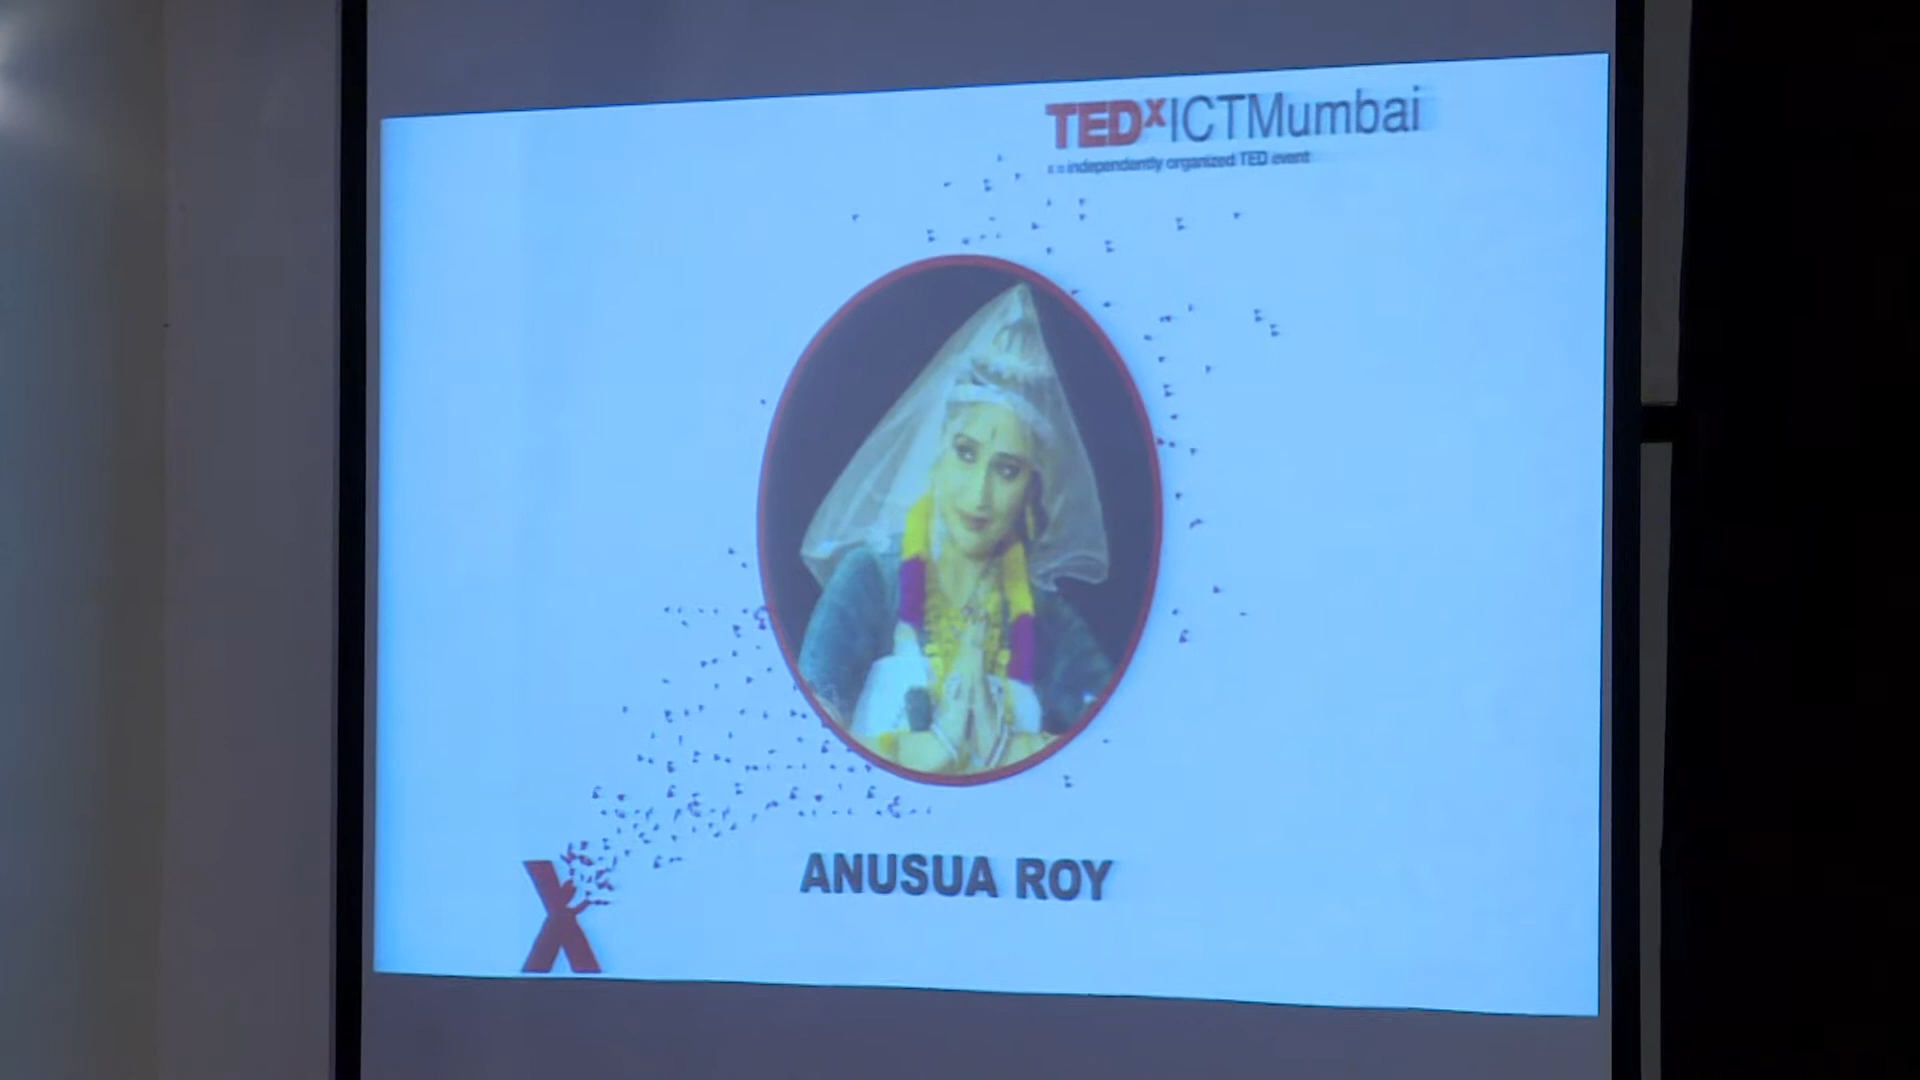 TEDxICTMumbai
x = independently organized TED event
ANUSUA ROY
X